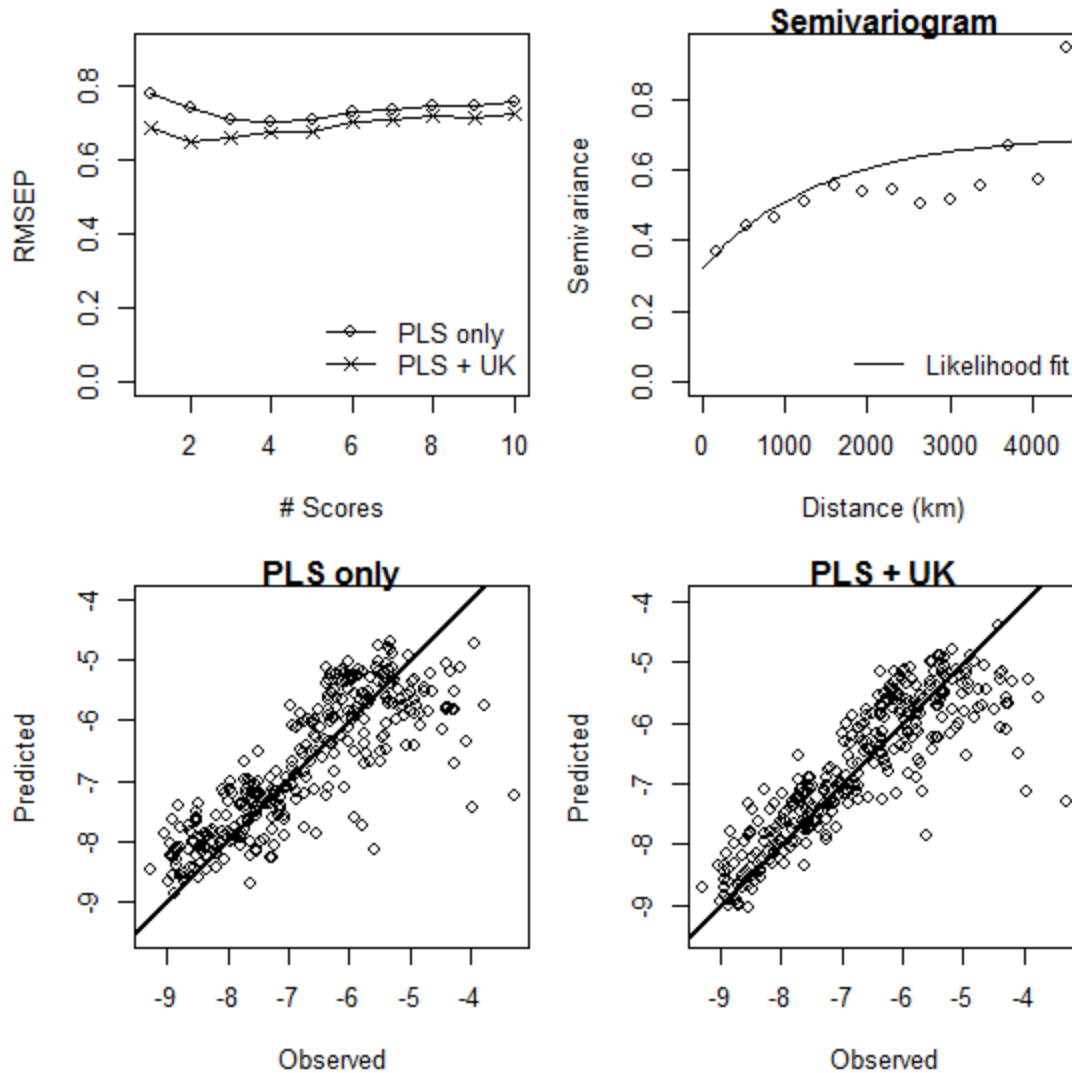 RMSEP
0.0 0.2 0.4 0.6 0.8
2 4 6 8 10
# Scores
PLS only
PLS + UK
Semivariogram
Semivariance
0.0 0.2 0.4 0.6 0.8
0 1000 2000 3000 4000
Distance (km)
Likelihood fit
PLS only
Predicted
-9 -8 -7 -6 -5 -4
-9 -8 -7 -6 -5 -4
Observed
PLS + UK
Predicted
-9 -8 -7 -6 -5 -4
-9 -8 -7 -6 -5 -4
Observed